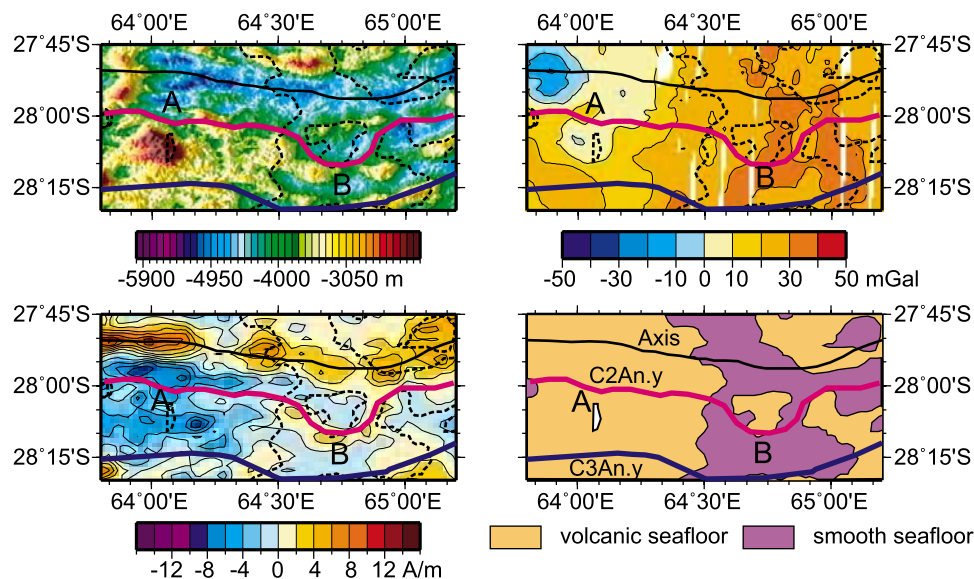 64˚00'E 64˚30'E 65˚00'E
64˚00'E 64˚30'E 65˚00'E
27˚45'S
27˚45'S
A
A
28˚00'S
28˚00'S
B
B
28˚15'S
28˚15'S
-5900 -4950 -4000 -3050 m
-50 -30 -10 0 10 30 50 mGal
27˚45'S
27˚45'S
Axis
28˚00'S
C2An.y
28˚00'S
A
A
B
B
28˚15'S
C3An.y
28˚15'S
64˚00'E 64˚30'E 65˚00'E
64˚00'E 64˚30'E 65˚00'E
-12 -8 -4 0 4 8 12 A/m
volcanic seafloor
smooth seafloor